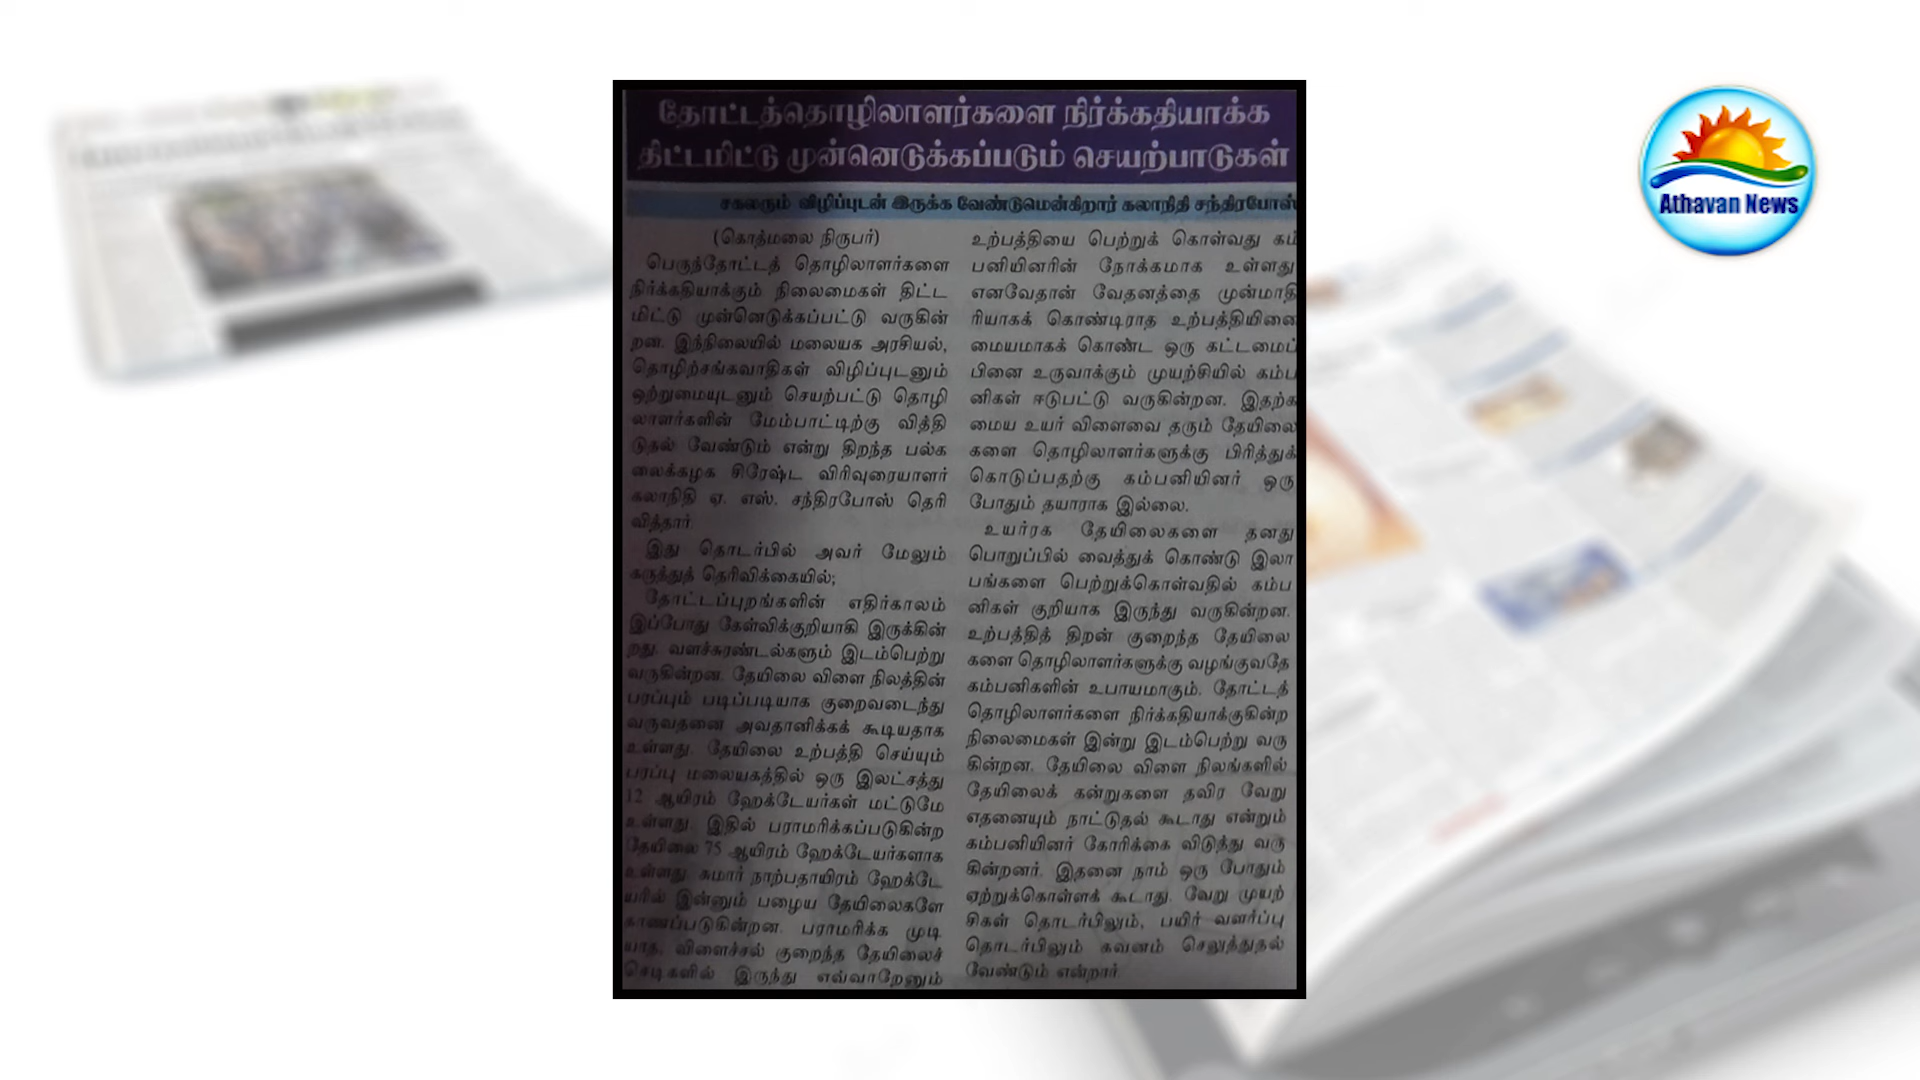 தோட்டத்தொழிலாளர்களை நிர்க்கதியாக்க
திட்டமிட்டு முன்னெடுக்கப்படும் செயற்பாடுகள்
சகலரும் விழிப்புடன் இருக்க வேண்டுமென்கிறார் கலாநிதி சந்திரபோஸ்
(கொத்மலை நிருபர்)
பெருந்தோட்டத் தொழிலாளர்களை
நிர்க்கதியாக்கும் நிலைமைகள் திட்ட
மிட்டு முன்னெடுக்கப்பட்டு வருகின்
றன. இந்நிலையில் மலையக அரசியல்,
தொழிற்சங்கவாதிகள் விழிப்புடனும்
ஒற்றுமையுடனும் செயற்பட்டு தொழி
லாளர்களின் மேம்பாட்டிற்கு வித்தி
டுதல் வேண்டும் என்று திறந்த பல்க
லைக்கழக சிரேஷ்ட விரிவுரையாளர்
கலாநிதி ஏ. எஸ். சந்திரபோஸ் தெரி
வித்தார்.
இது தொடர்பில் அவர் மேலும்
கருத்துத் தெரிவிக்கையில்;
தோட்டப்புறங்களின் எதிர்காலம்
இப்போது கேள்விக்குறியாகி இருக்கின்
றது. வளச்சுரண்டல்களும் இடம்பெற்று
வருகின்றன. தேயிலை விளை நிலத்தின்
பரப்பும் படிப்படியாக குறைவடைந்து
வருவதனை அவதானிக்கக் கூடியதாக
உள்ளது. தேயிலை உற்பத்தி செய்யும்
பரப்பு மலையகத்தில் ஒரு இலட்சத்து
12 ஆயிரம் ஹேக்டேயர்கள் மட்டுமே
உள்ளது. இதில் பராமரிக்கப்படுகின்ற
தேயிலை 75 ஆயிரம் ஹேக்டேயர்களாக
உள்ளது. சுமார் நாற்பதாயிரம் ஹேக்டே
யரில் இன்னும் பழைய தேயிலைகளே
காணப்படுகின்றன. பராமரிக்க முடி
யாத, விளைச்சல் குறைந்த தேயிலைச்
செடிகளில் இருந்து எவ்வாறேனும்
உற்பத்தியை பெற்றுக் கொள்வது கம்
பனியினரின் நோக்கமாக உள்ளது
எனவேதான் வேதனத்தை முன்மாதி
ரியாகக் கொண்டிராத உற்பத்தியினை
மையமாகக் கொண்ட ஒரு கட்டமைப்
பினை உருவாக்கும் முயற்சியில் கம்ப
னிகள் ஈடுபட்டு வருகின்றன. இதற்க
மைய உயர் விளைவை தரும் தேயிலை
களை தொழிலாளர்களுக்கு பிரித்துக்
கொடுப்பதற்கு கம்பனியினர் ஒரு
போதும் தயாராக இல்லை.
உயர்ரக தேயிலைகளை தனது
பொறுப்பில் வைத்துக் கொண்டு இலா
பங்களை பெற்றுக்கொள்வதில் கம்ப
னிகள் குறியாக இருந்து வருகின்றன.
உற்பத்தித் திறன் குறைந்த தேயிலை
களை தொழிலாளர்களுக்கு வழங்குவதே
கம்பனிகளின் உபாயமாகும். தோட்டத்
தொழிலாளர்களை நிர்க்கதியாக்குகின்ற
நிலைமைகள் இன்று இடம்பெற்று வரு
கின்றன. தேயிலை விளை நிலங்களில்
தேயிலைக் கன்றுகளை தவிர வேறு
எதனையும் நாட்டுதல் கூடாது என்றும்
கம்பனியினர் கோரிக்கை விடுத்து வரு
கின்றனர். இதனை நாம் ஒரு போதும்
ஏற்றுக்கொள்ளக் கூடாது. வேறு முயற்
சிகள் தொடர்பிலும், பயிர் வளர்ப்பு
தொடர்பிலும் கவனம் செலுத்துதல்
வேண்டும் என்றார்.
Athavan News